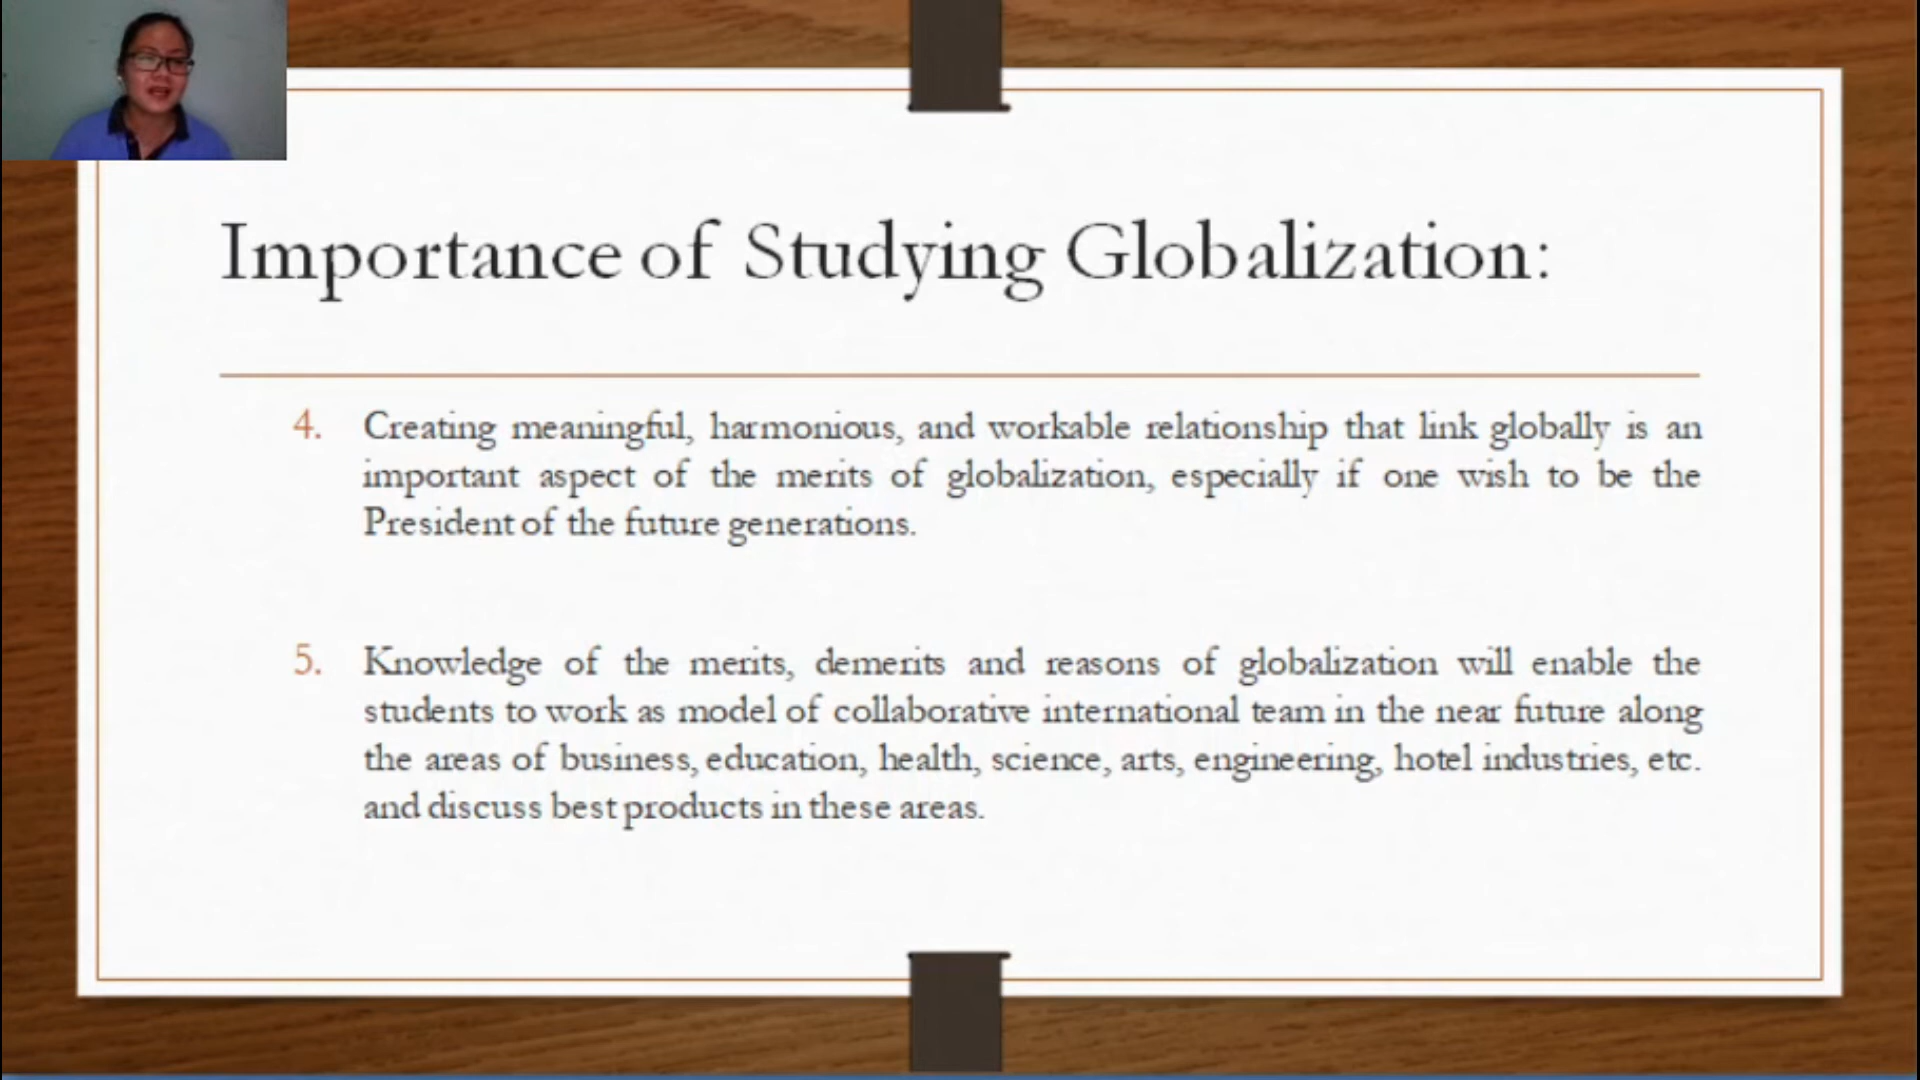 Importance of Studying Globalization:
4. Creating meaningful, harmonious, and workable relationship that link globally is an
important aspect of the merits of globalization, especially if one wish to be the
President of the future generations.
5. Knowledge of the merits, demerits and reasons of globalization will enable the
students to work as model of collaborative international team in the near future along
the areas of business, education, health, science, arts, engineering, hotel industries, etc.
and discuss best products in these areas.